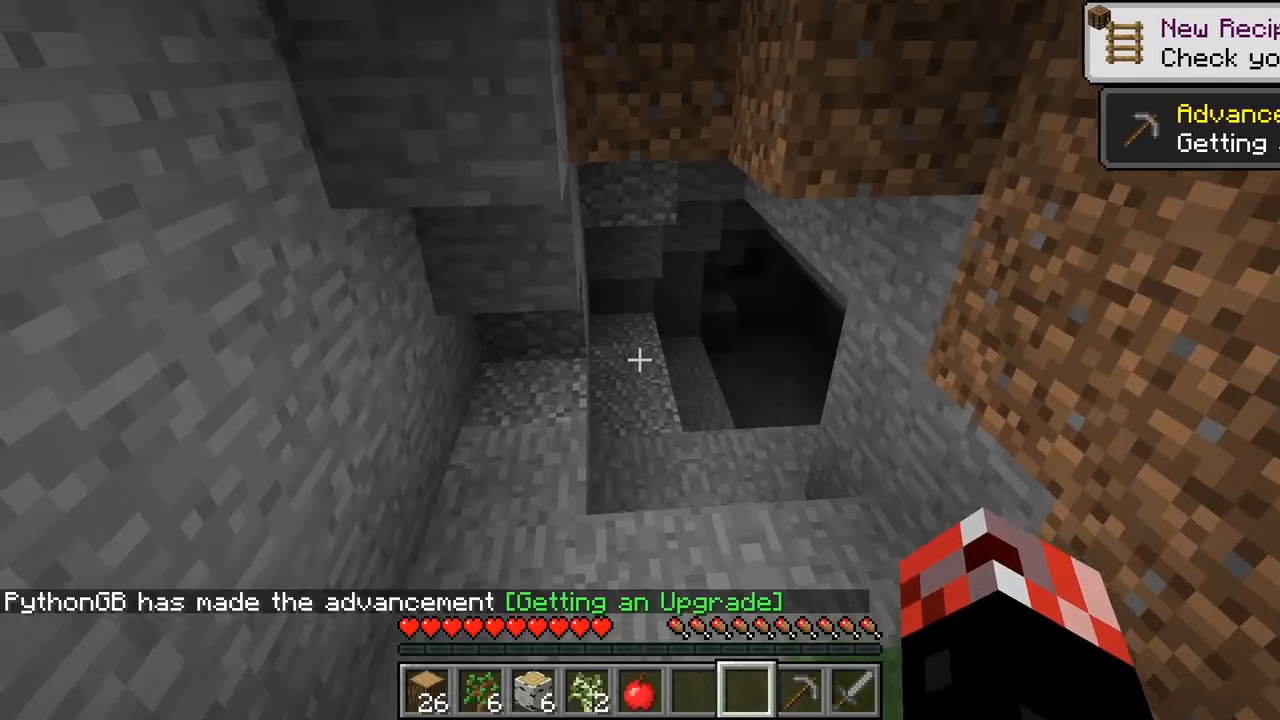 New Recip
Check yo
Advance
Getting
PythonGB has made the advancement [Getting an Upgrade]
26 6 6 2